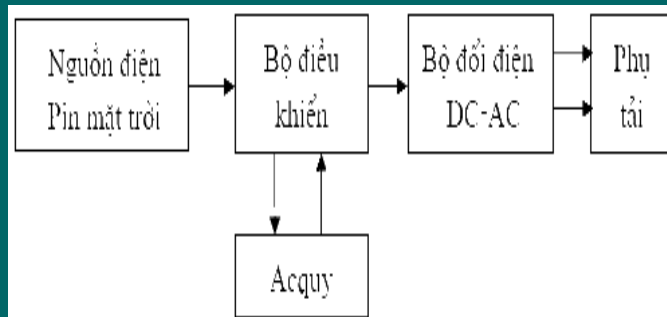 Nguồn điện
Pin mặt trời
Bộ điều
khiển
Bộ đổi điện
DC-AC
Phụ
tải
Acquy